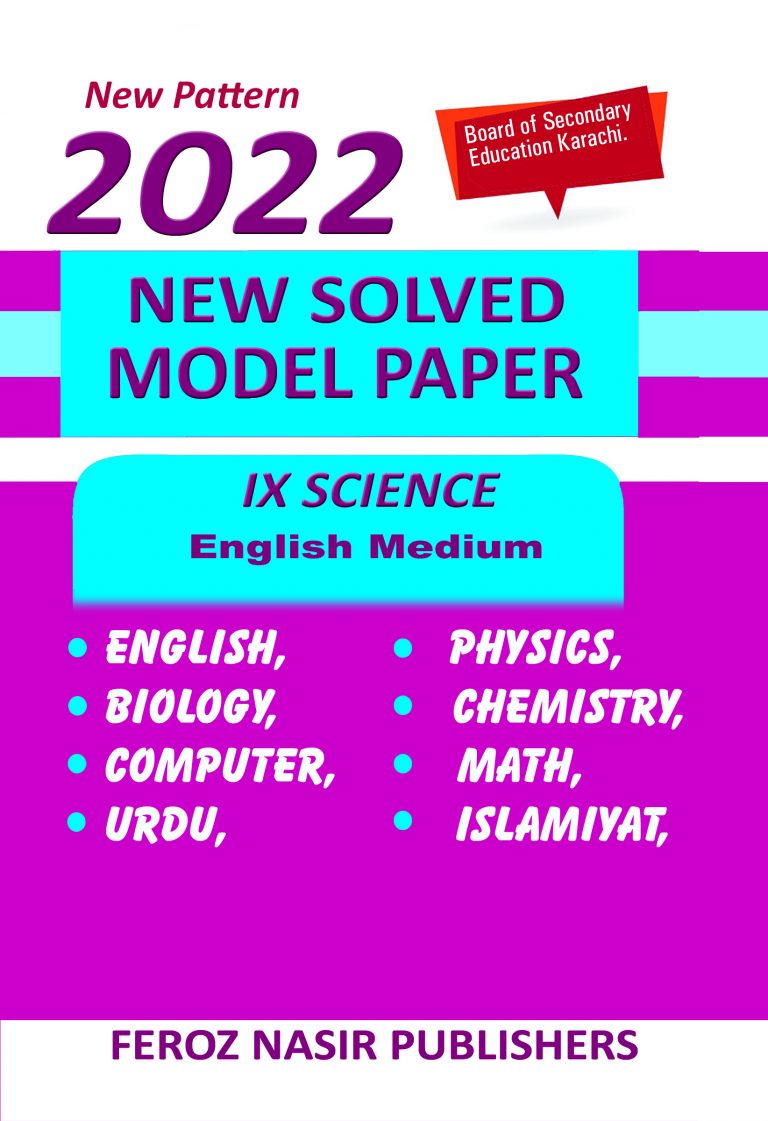 New Pattern
2022
Board of Secondary
Education Karachi.
NEW SOLVED
MODEL PAPER
IX SCIENCE
English Medium
• ENGLISH,
• BIOLOGY,
• COMPUTER,
• URDU,
• PHYSICS,
• CHEMISTRY,
• MATH,
• ISLAMIYAT,
FEROZ NASIR PUBLISHERS